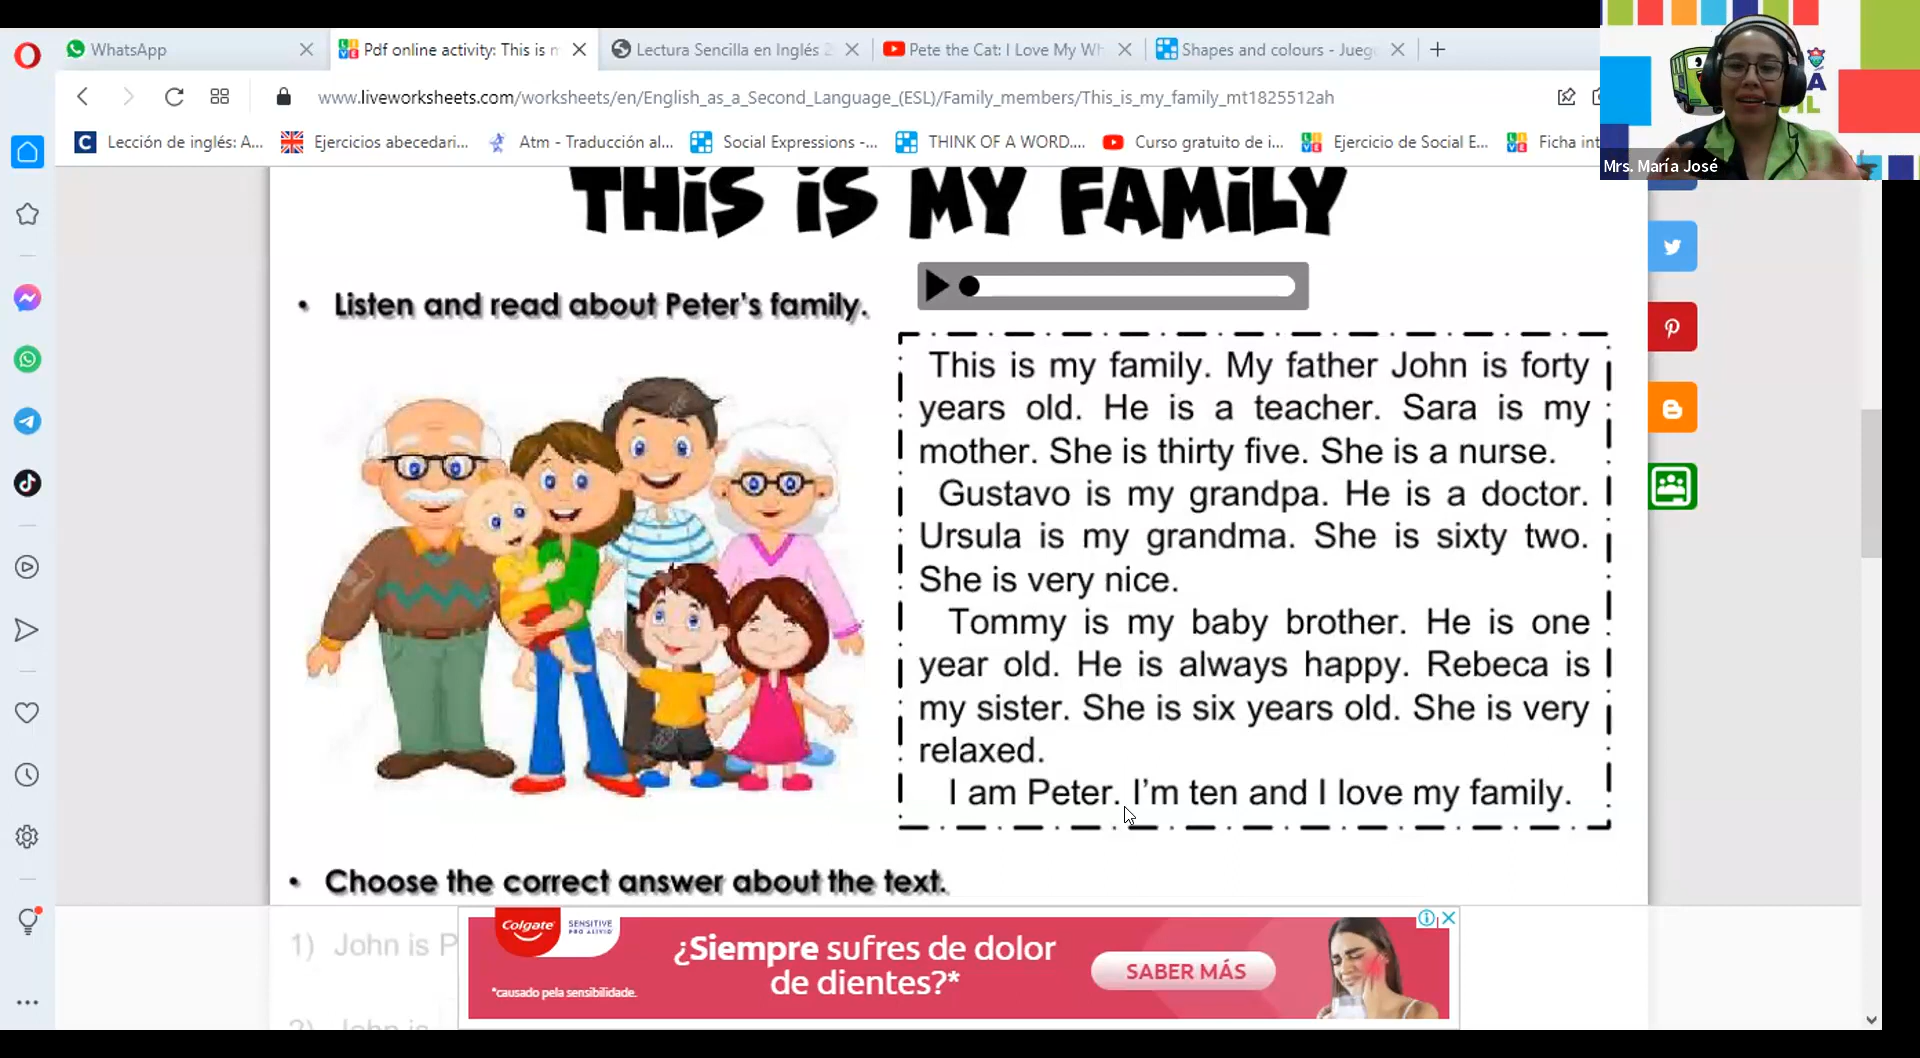 WhatsApp
Pdf online activity: This is m
Lectura Sencilla en Inglés 2
Pete the Cat: I Love My Wh
Shapes and colours - Jueg
www.liveworksheets.com/worksheets/en/English_as_a_Second_Language_(ESL)/Family_members/This_is_my_family_mt1825512ah
Lección de inglés: A...
Ejercicios abecedari...
Atm - Traducción al...
Social Expressions -...
THINK OF A WORD....
Curso gratuito de i...
Ejercicio de Social E...
Ficha int
Mrs. María José
THIS IS MY FAMILY
• Listen and read about Peter's family.
This is my family. My father John is forty
years old. He is a teacher. Sara is my
mother. She is thirty five. She is a nurse.
Gustavo is my grandpa. He is a doctor.
Ursula is my grandma. She is sixty two.
She is very nice.
Tommy is my baby brother. He is one
year old. He is always happy. Rebeca is
my sister. She is six years old. She is very
relaxed.
I am Peter. I'm ten and I love my family.
• Choose the correct answer about the text.
1) John is P
2) John is
Colgate
SENSITIVE
PRO ALIVIO
¿Siempre sufres de dolor
de dientes?*
*causado pela sensibilidade.
SABER MÁS